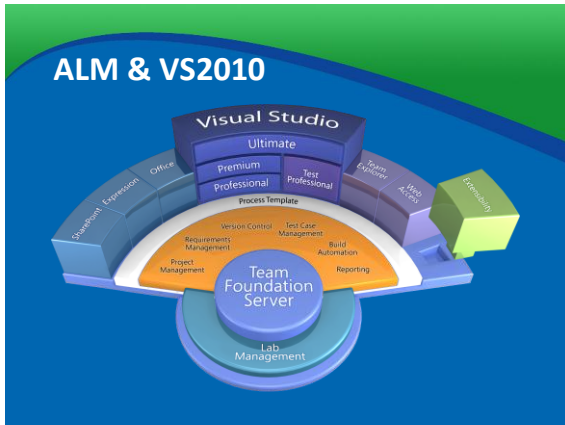 ALM & VS2010
Visual Studio
Ultimate
Premium
Professional
Test
Professional
SharePoint
Expression
Office
Team
Explorer
Web
Access
Extensibility
Process Template
Version Control
Test Case
Management
Requirements
Management
Build
Automation
Project
Management
Reporting
Team
Foundation
Server
Lab
Management